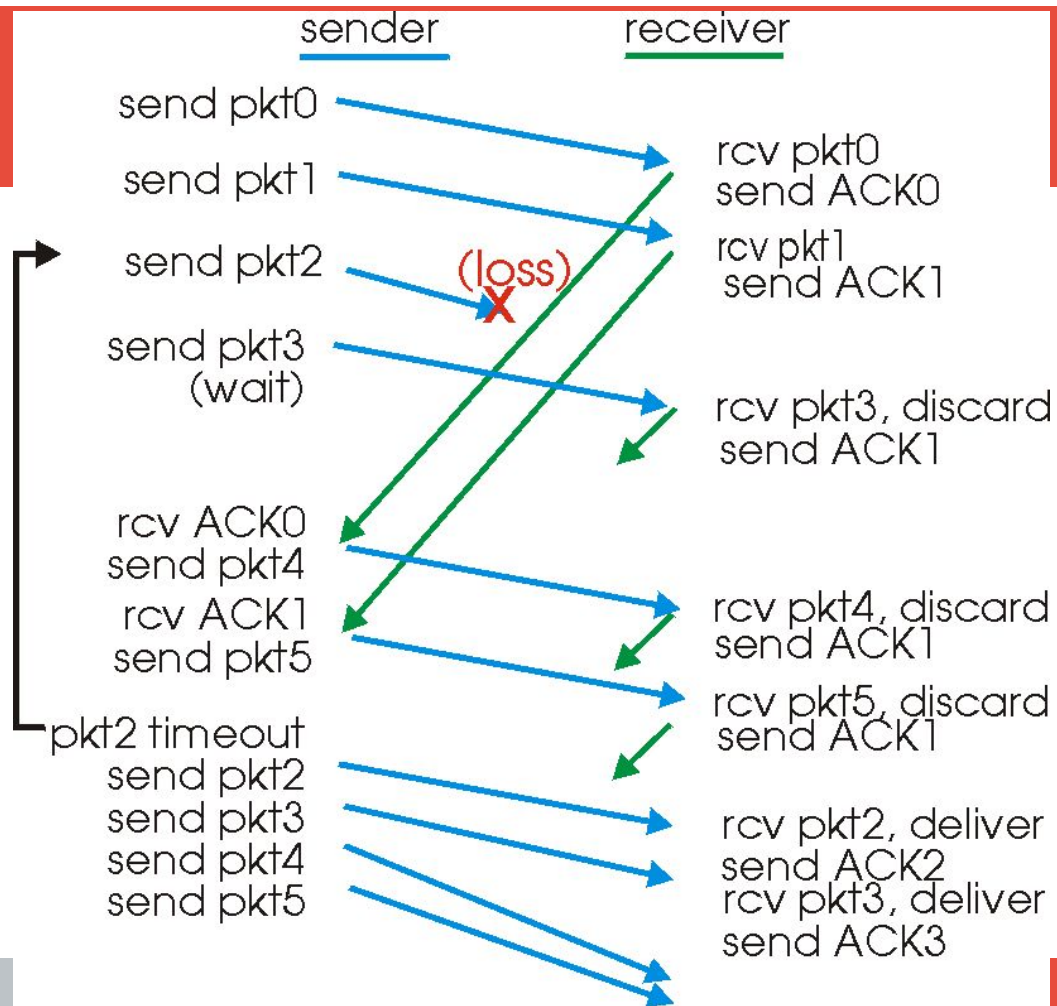 sender
receiver
send pkt0
send pkt1
send pkt2
send pkt3
(wait)
rcv ACK0
send pkt4
rcv ACK1
send pkt5
pkt2 timeout
send pkt2
send pkt3
send pkt4
send pkt5
(loss)
X
rcv pkt0
send ACK0
rcv pkt1
send ACK1
rcv pkt3, discard
send ACK1
rcv pkt4, discard
send ACK1
rcv pkt5, discard
send ACK1
rcv pkt2, deliver
send ACK2
rcv pkt3, deliver
send ACK3